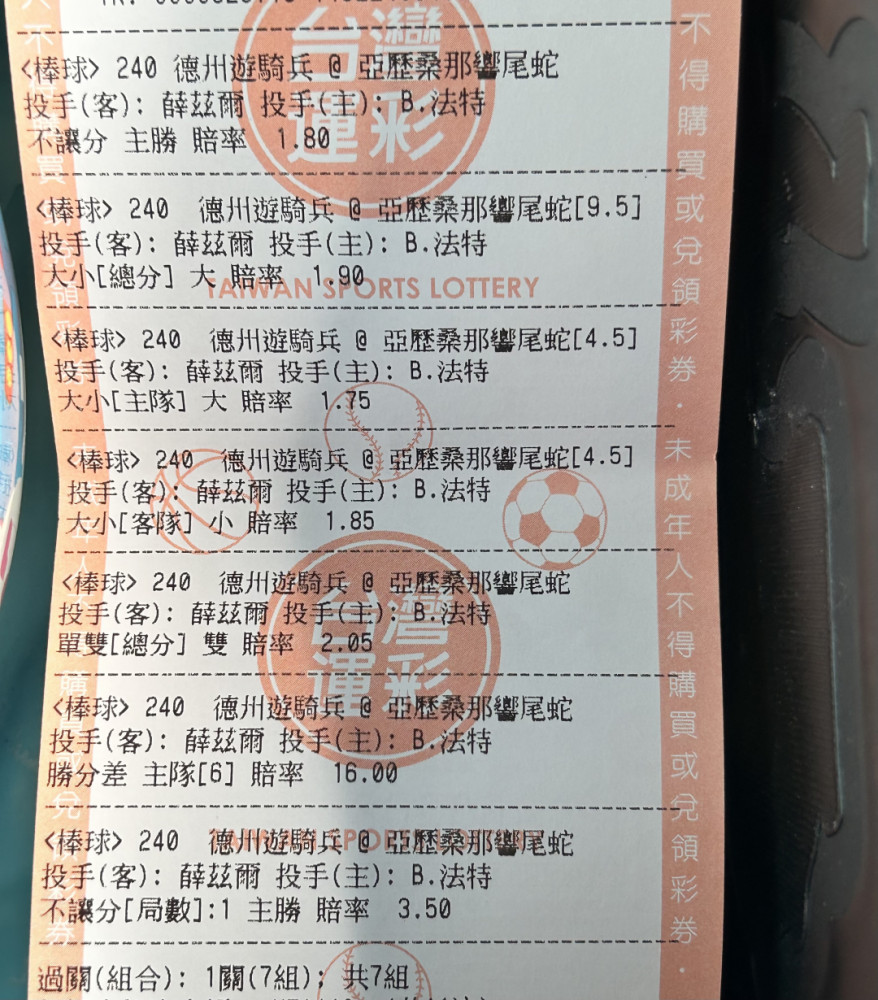 <棒球> 240 德州遊騎兵 @ 亞歷桑那響尾蛇
投手(客): 薛茲爾 投手(主): B.法特
不讓分 主勝 賠率 1.80
<棒球> 240 德州遊騎兵 @ 亞歷桑那響尾蛇[9.5]
投手(客): 薛茲爾 投手(主): B.法特
大小[總分] 大 賠率 1.90
TAIWAN SPORTS LOTTERY
<棒球> 240 德州遊騎兵 @ 亞歷桑那響尾蛇[4.5]
投手(客): 薛茲爾 投手(主): B.法特
大小[主隊] 大 賠率 1.75
<棒球> 240 德州遊騎兵 @ 亞歷桑那響尾蛇[4.5]
投手(客): 薛茲爾 投手(主): B.法特
大小[客隊] 小 賠率 1.85
<棒球> 240 德州遊騎兵 @ 亞歷桑那響尾蛇
投手(客): 薛茲爾 投手(主): B.法特
單雙[總分] 雙 賠率 2.05
<棒球> 240 德州遊騎兵 @ 亞歷桑那響尾蛇
投手(客): 薛茲爾 投手(主): B.法特
勝分差 主隊[6] 賠率 16.00
<棒球> 240 德州遊騎兵 @ 亞歷桑那響尾蛇
投手(客): 薛茲爾 投手(主): B.法特
不讓分[局數]:1 主勝 賠率 3.50
過關(組合): 1關(7組); 共7組
台灣運彩
台灣運彩
不得購買或兌領彩券・未成年人不得購買或兌領彩券・